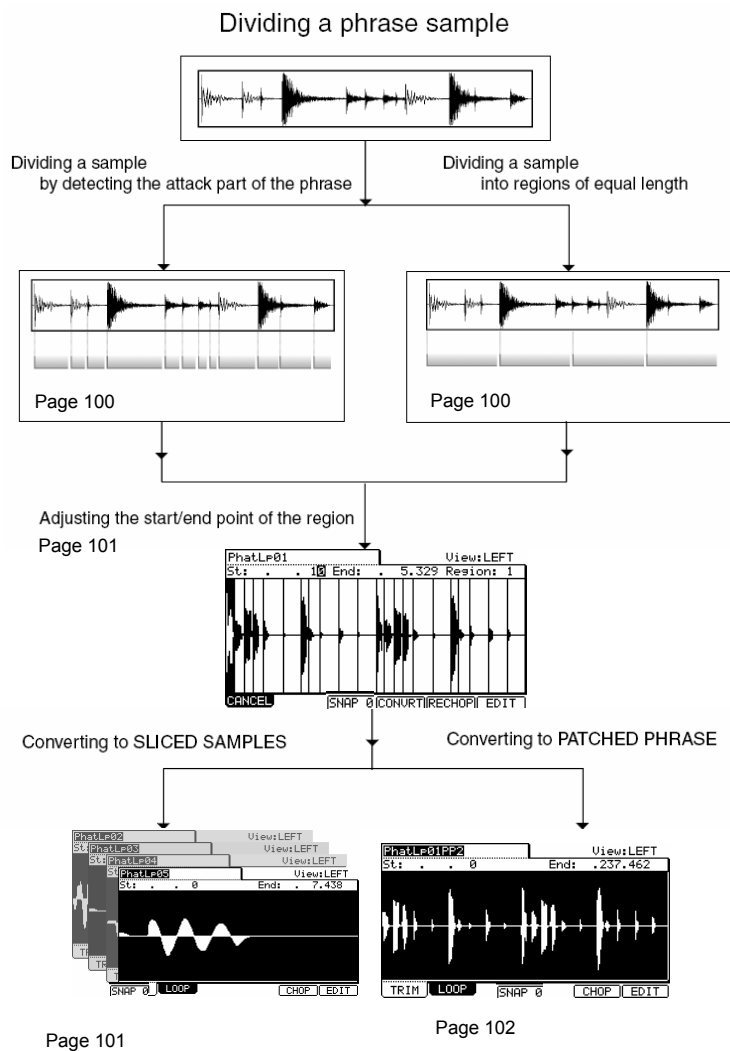 Dividing a phrase sample
Dividing a sample
by detecting the attack part of the phrase
Dividing a sample
into regions of equal length
Page 100
Page 100
Adjusting the start/end point of the region
Page 101
PhatLp01 View:LEFT
St: . . 10 End: . 5.329 Region: 1
CANCEL SNAP 0 CONVRT RECHOP EDIT
Converting to SLICED SAMPLES
Converting to PATCHED PHRASE
PhatLp02 View:LEFT
St:
PhatLp03 View:LEFT
St:
PhatLp04 View:LEFT
PhatLp05 View:LEFT
St: . . 0 End: . 7.438
TRIM
SNAP 0 LOOP CHOP EDIT
PhatLp01PP2 View:LEFT
St: . . 0 End: .237.462
TRIM LOOP SNAP 0 CHOP EDIT
Page 101
Page 102